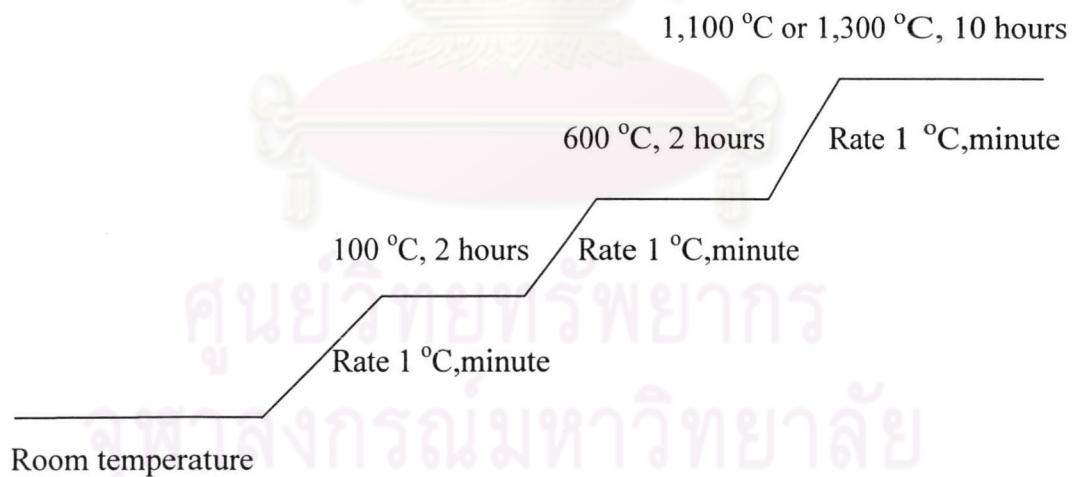 1,100 °C or 1,300 °C, 10 hours
600 °C, 2 hours
Rate 1 °C,minute
100 °C, 2 hours
Rate 1 °C,minute
Rate 1 °C,minute
Room temperature
ศูนย์วิทยทรัพยากร
จุฬาลงกรณ์มหาวิทยาลัย